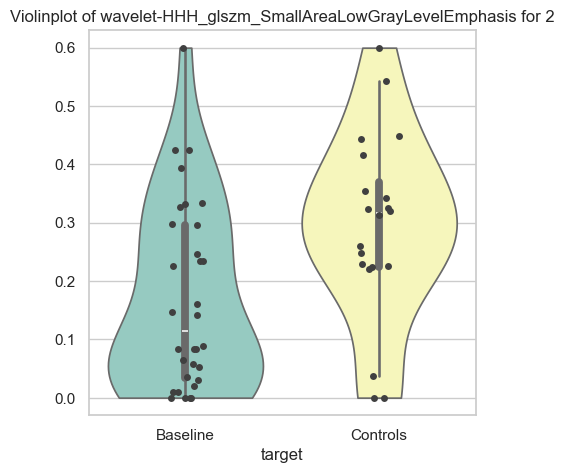 Violinplot of wavelet-HHH_glszm_SmallAreaLowGrayLevelEmphasis for 2
0.6
0.5
0.4
0.3
0.2
0.1
0.0
Baseline Controls
target